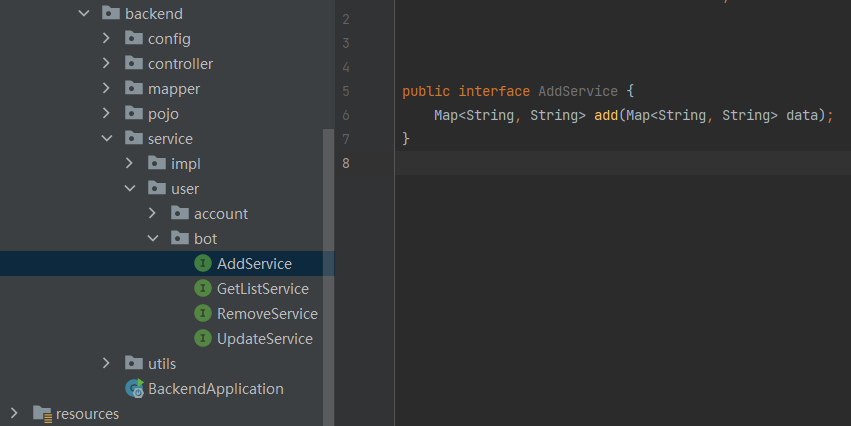 backend
config
controller
mapper
pojo
service
impl
user
account
bot
AddService
GetListService
RemoveService
UpdateService
utils
BackendApplication
resources
2
3
4
5 public interface AddService {
6 Map<String, String> add(Map<String, String> data);
7 }
8